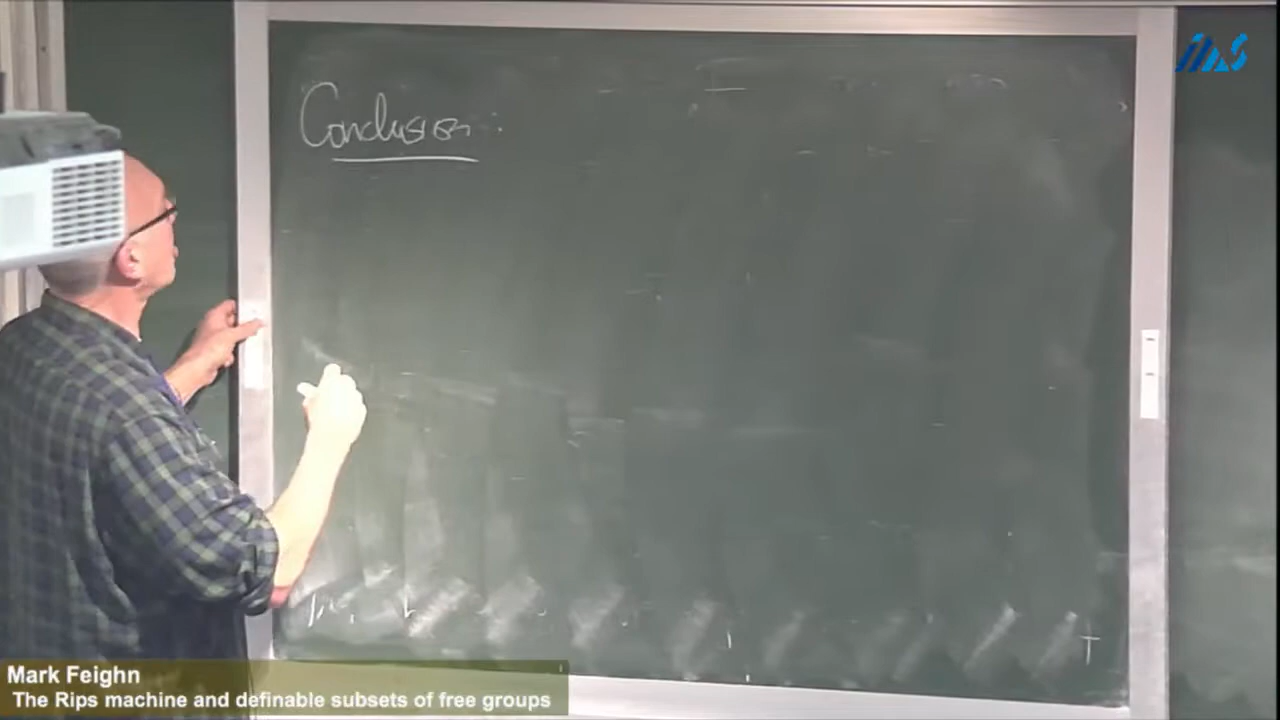 Conclusion:
Mark Feighn
The Rips machine and definable subsets of free groups